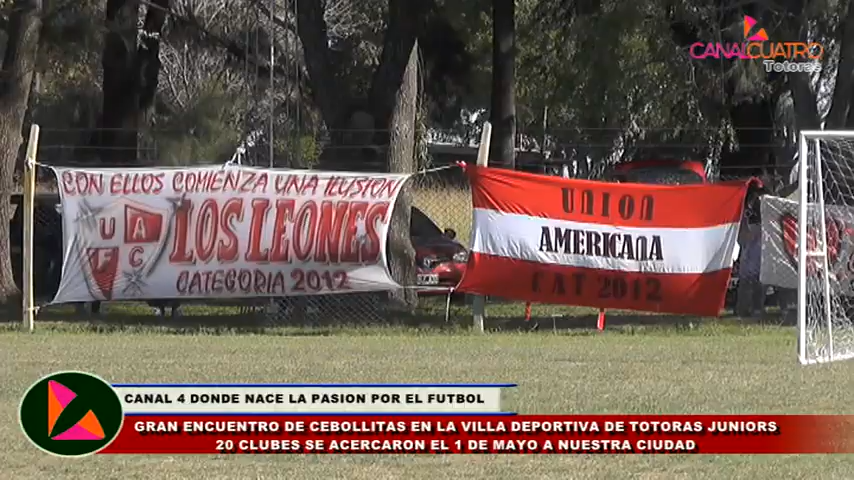 CANALCUATRO
Totoras
CON ELLOS COMIENZA UNA ILUSION
U A F C
LOS LEONES
CATEGORIA 2012
UNION
AMERICANA
CAT 2012
CANAL 4 DONDE NACE LA PASION POR EL FUTBOL
GRAN ENCUENTRO DE CEBOLLITAS EN LA VILLA DEPORTIVA DE TOTORAS JUNIORS
20 CLUBES SE ACERCARON EL 1 DE MAYO A NUESTRA CIUDAD